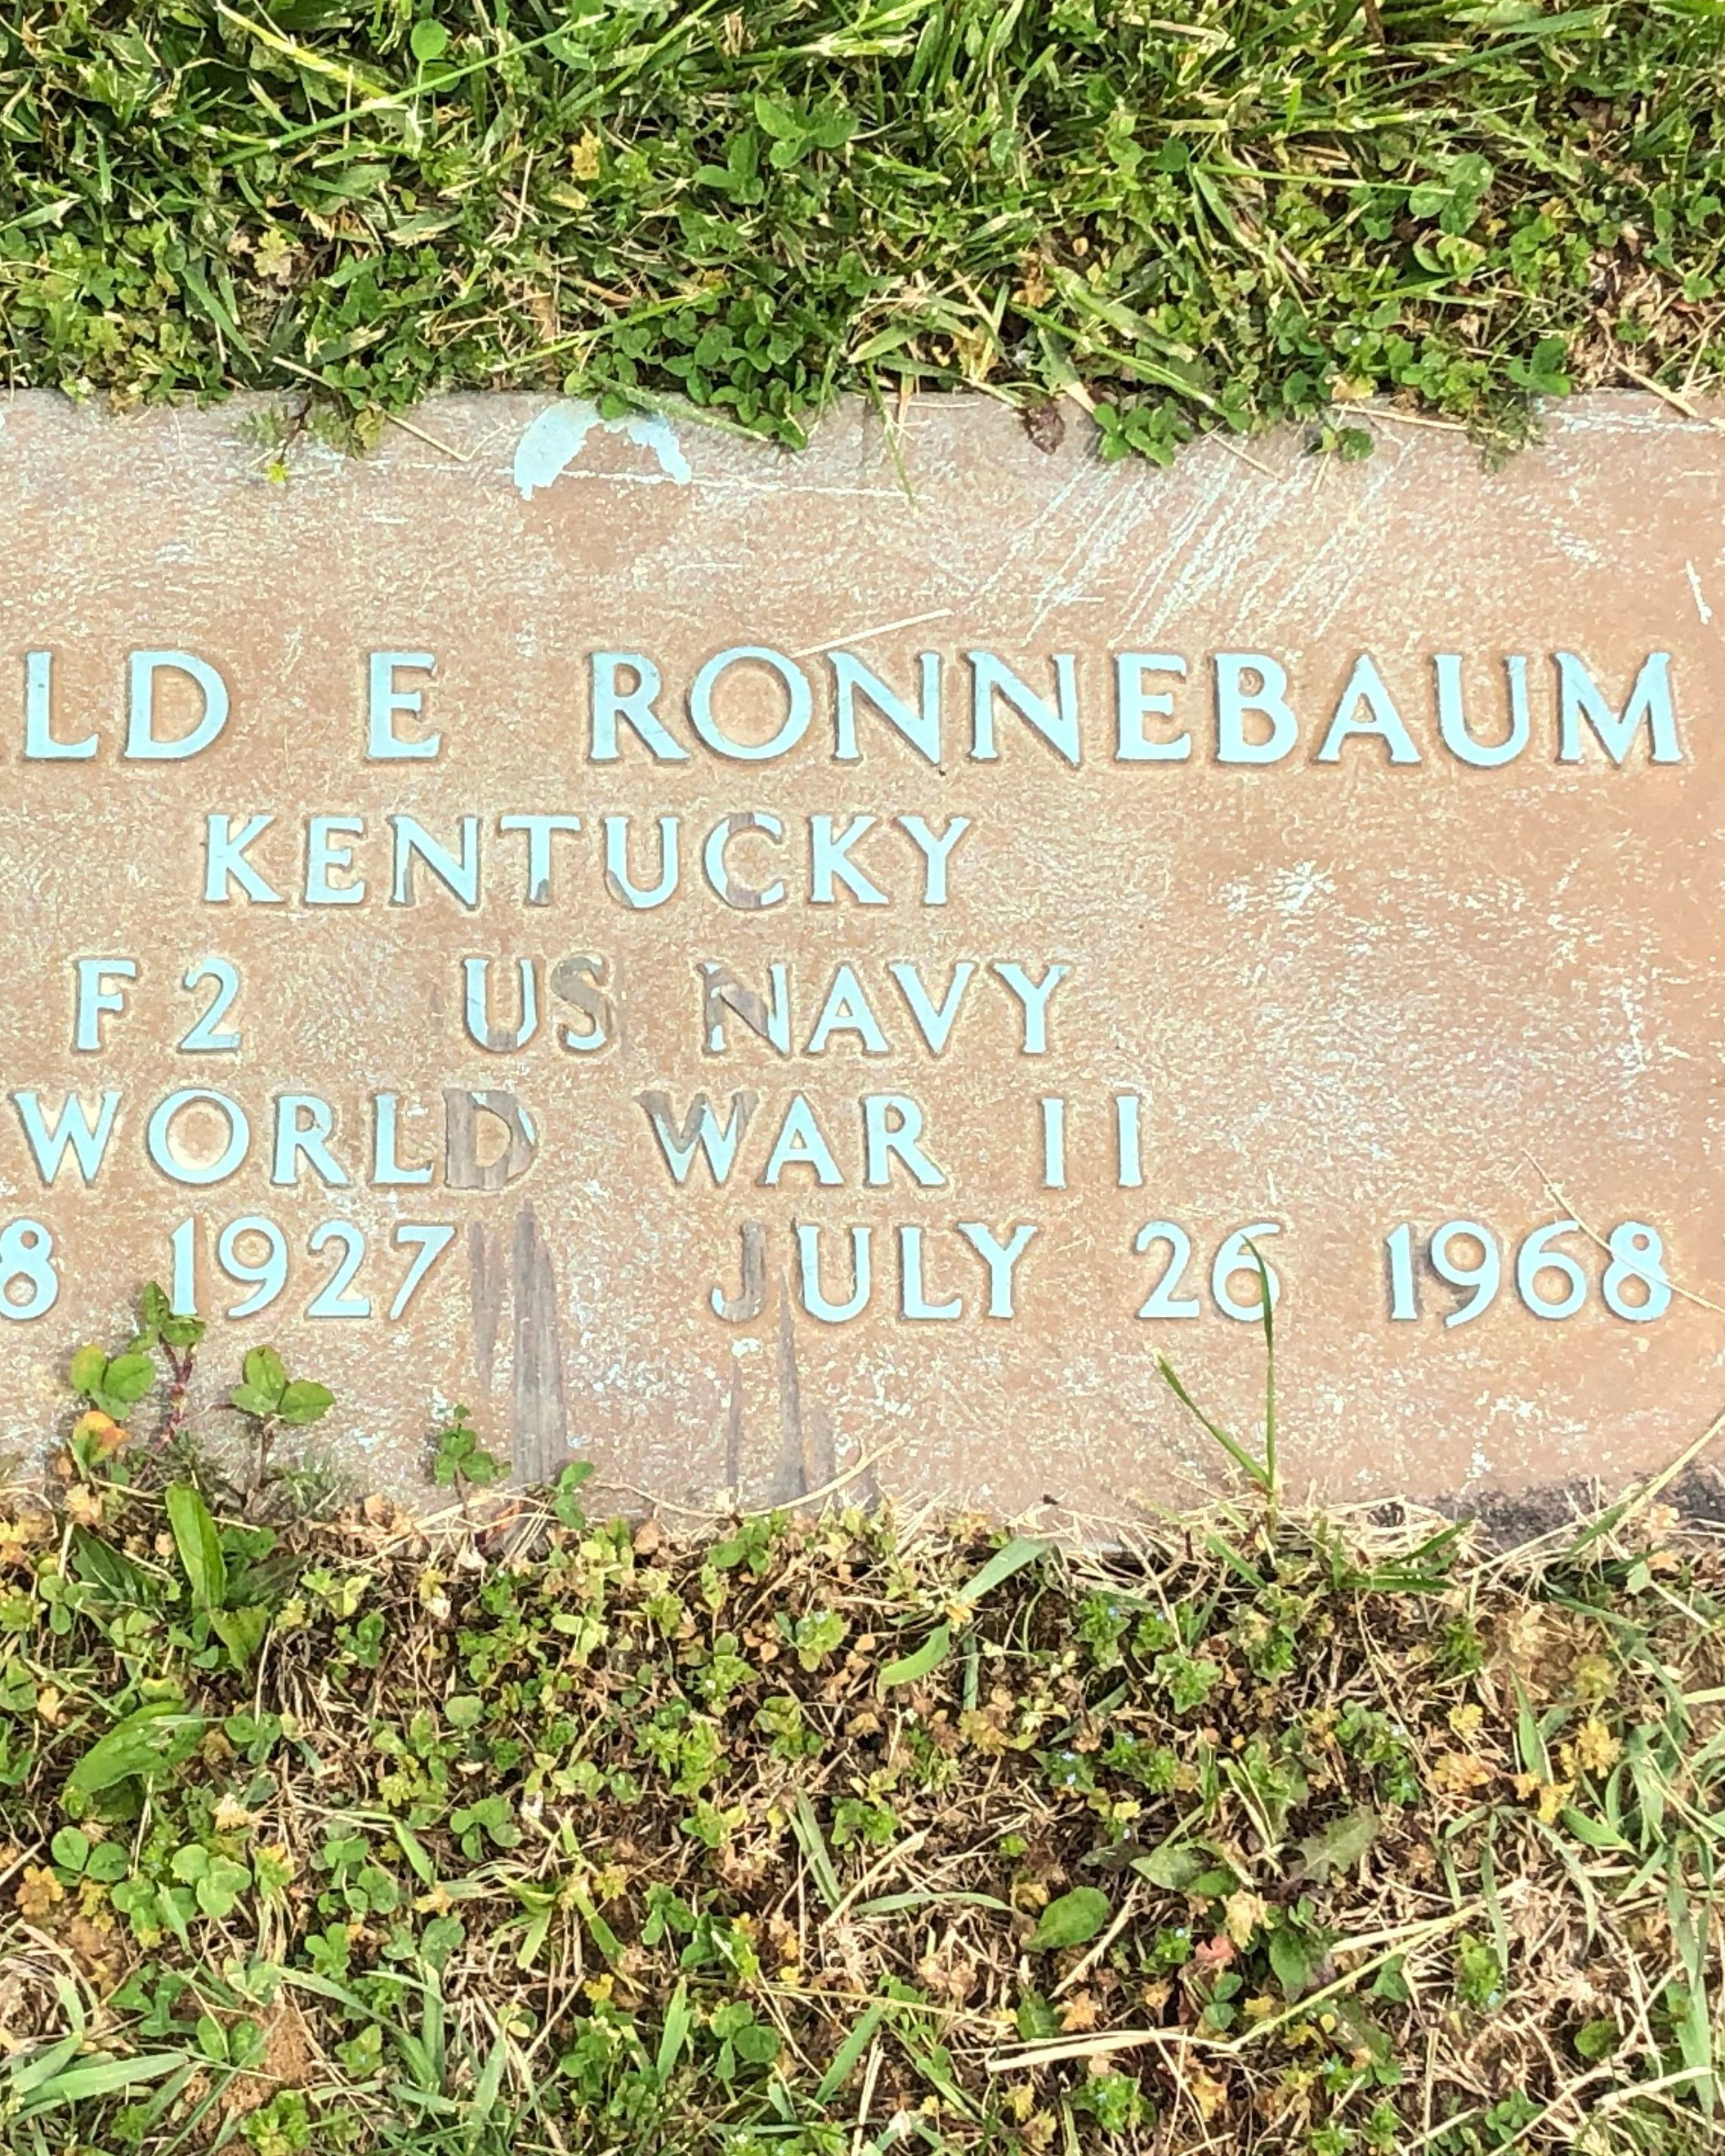 LD E RONNEBAUM
KENTUCKY
F2 US NAVY
WORLD WAR II
8 1927 JULY 26 1968